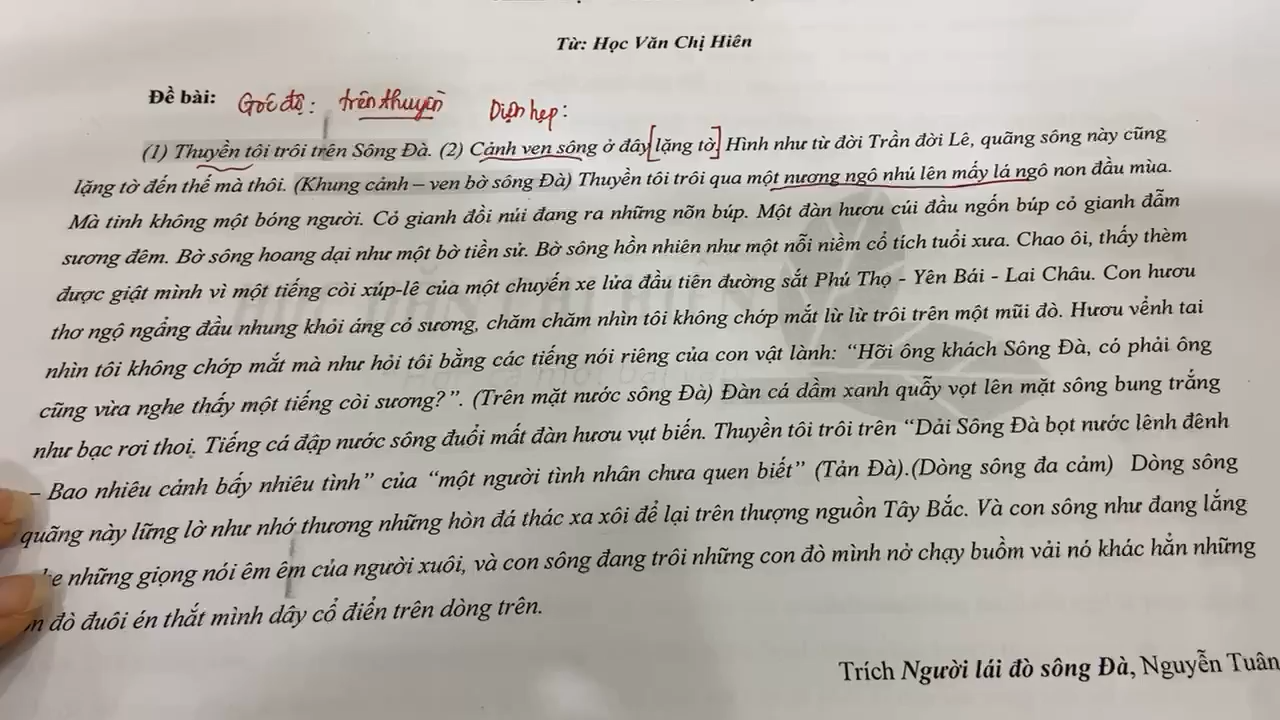 Từ: Học Văn Chị Hiên
Đề bài: Góc độ: trên thuyền Diện hẹp:
(1) Thuyền tôi trôi trên Sông Đà. (2) Cảnh ven sông ở đây [lặng tờ.] Hình như từ đời Trần đời Lê, quãng sông này cũng
lặng tờ đến thế mà thôi. (Khung cảnh – ven bờ sông Đà) Thuyền tôi trôi qua một nương ngô nhú lên mấy lá ngô non đầu mùa.
Mà tinh không một bóng người. Cỏ gianh đồi núi đang ra những nõn búp. Một đàn hươu cúi đầu ngốn búp cỏ gianh đẫm
sương đêm. Bờ sông hoang dại như một bờ tiền sử. Bờ sông hồn nhiên như một nỗi niềm cổ tích tuổi xưa. Chao ôi, thấy thèm
được giật mình vì một tiếng còi xúp-lê của một chuyến xe lửa đầu tiên đường sắt Phú Thọ - Yên Bái - Lai Châu. Con hươu
thơ ngộ ngẩng đầu nhung khỏi áng cỏ sương, chăm chăm nhìn tôi không chớp mắt lừ lừ trôi trên một mũi đò. Hươu vểnh tai
nhìn tôi không chớp mắt mà như hỏi tôi bằng các tiếng nói riêng của con vật lành: “Hỡi ông khách Sông Đà, có phải ông
cũng vừa nghe thấy một tiếng còi sương?”. (Trên mặt nước sông Đà) Đàn cá dầm xanh quẫy vọt lên mặt sông bung trắng
như bạc rơi thoi. Tiếng cá đập nước sông đuổi mất đàn hươu vụt biến. Thuyền tôi trôi trên “Dải Sông Đà bọt nước lênh đênh
– Bao nhiêu cảnh bấy nhiêu tình” của “một người tình nhân chưa quen biết” (Tản Đà).(Dòng sông đa cảm) Dòng sông
quãng này lững lờ như nhớ thương những hòn đá thác xa xôi để lại trên thượng nguồn Tây Bắc. Và con sông như đang lắng
những giọng nói êm êm của người xuôi, và con sông đang trôi những con đò mình nở chạy buồm vải nó khác hẳn những
đò đuôi én thắt mình dây cổ điển trên dòng trên.
Trích Người lái đò sông Đà, Nguyễn Tuân